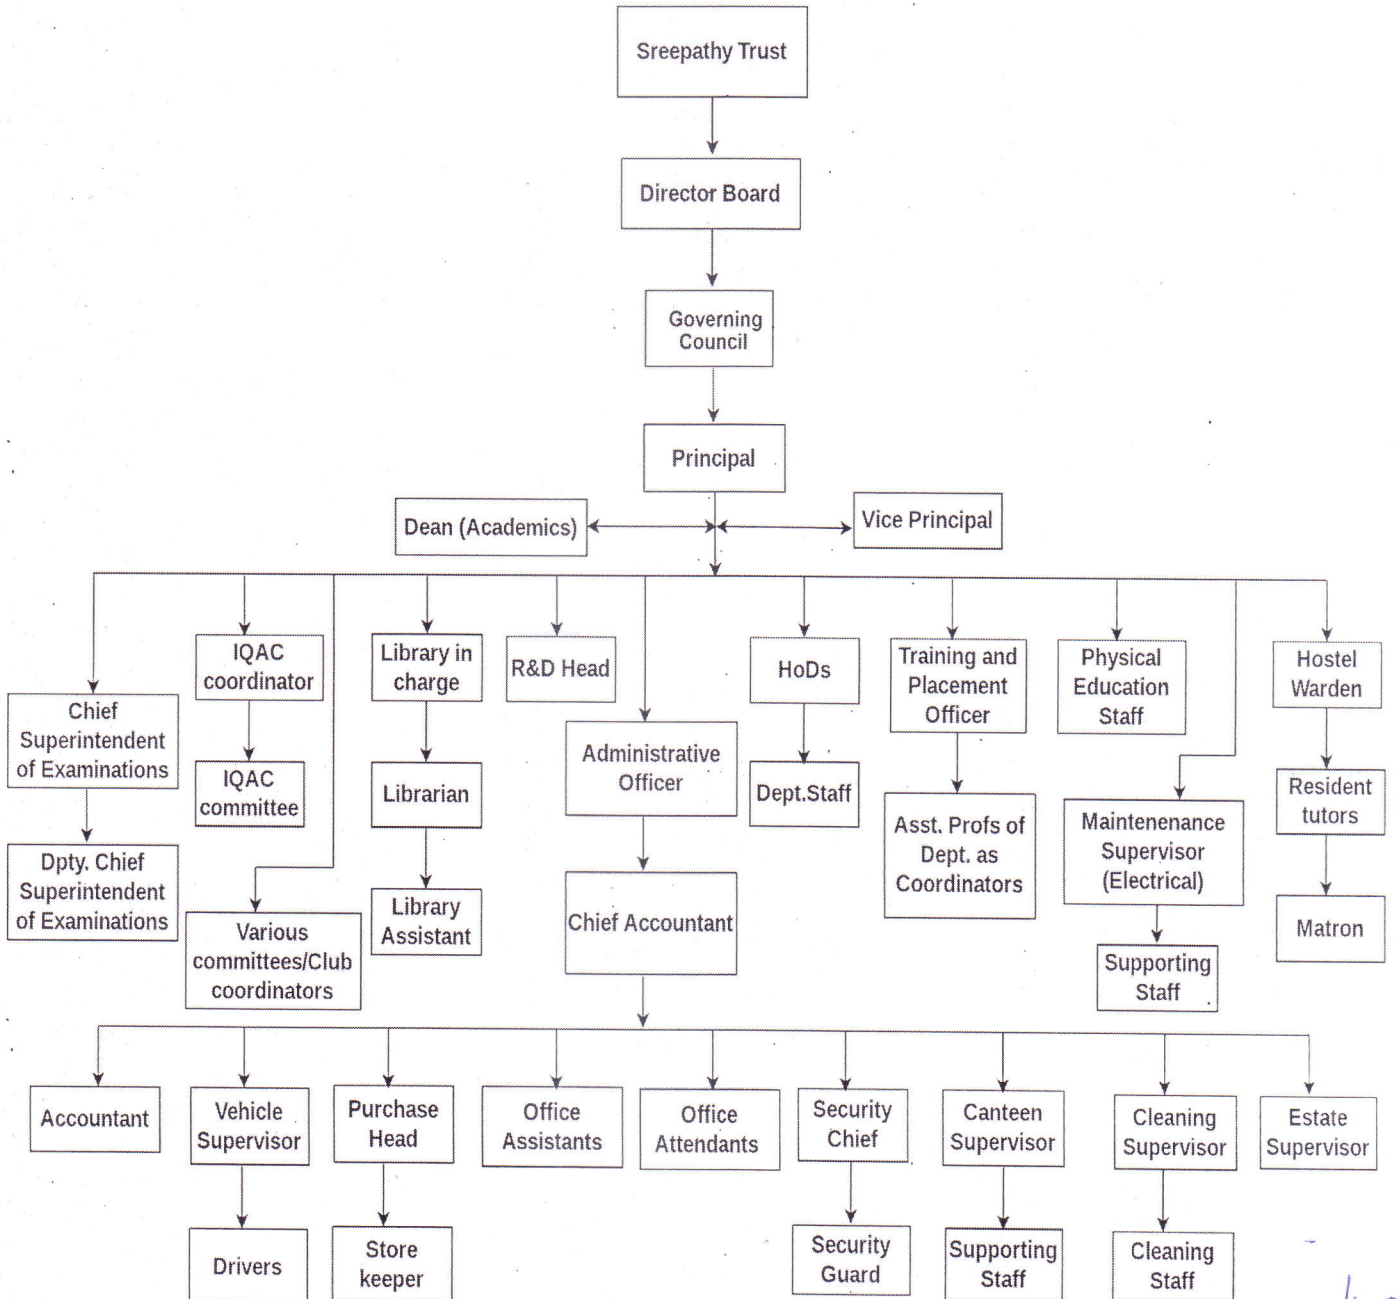 Sreepathy Trust
Director Board
Governing
Council
Principal
Dean (Academics)
Vice Principal
Chief
Superintendent
of Examinations
Dpty. Chief
Superintendent
of Examinations
IQAC
coordinator
IQAC
committee
Various
committees/Club
coordinators
Library in
charge
Librarian
Library
Assistant
R&D Head
Administrative
Officer
Chief Accountant
HoDs
Dept.Staff
Training and
Placement
Officer
Asst. Profs of
Dept. as
Coordinators
Physical
Education
Staff
Maintenenance
Supervisor
(Electrical)
Supporting
Staff
Hostel
Warden
Resident
tutors
Matron
Accountant
Vehicle
Supervisor
Drivers
Purchase
Head
Store
keeper
Office
Assistants
Office
Attendants
Security
Chief
Security
Guard
Canteen
Supervisor
Supporting
Staff
Cleaning
Supervisor
Cleaning
Staff
Estate
Supervisor